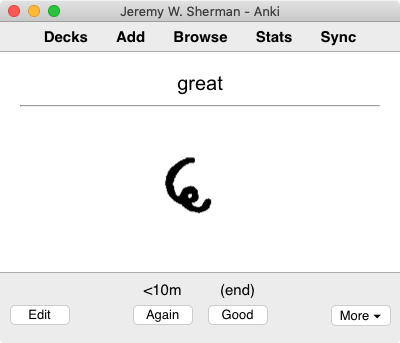 Jeremy W. Sherman - Anki
Decks Add Browse Stats Sync
great
<10m (end)
Edit Again Good More